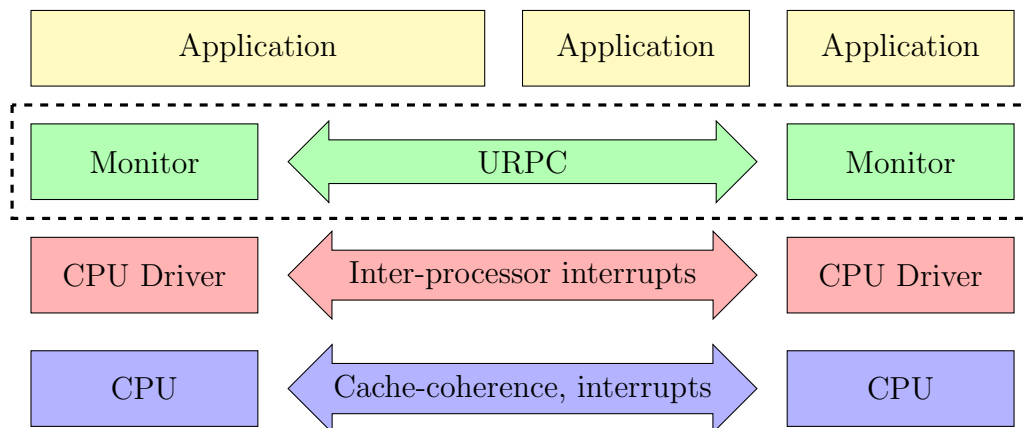 Application Application Application
Monitor URPC Monitor
CPU Driver Inter-processor interrupts CPU Driver
CPU Cache-coherence, interrupts CPU